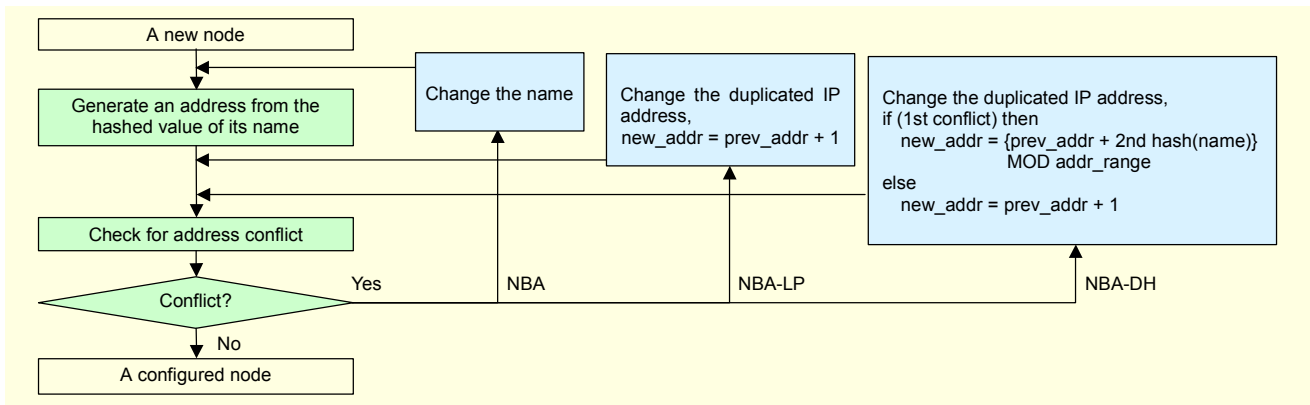 A new node
Generate an address from the
hashed value of its name
Check for address conflict
Conflict?
Yes
No
A configured node
Change the name
NBA
Change the duplicated IP
address,
new_addr = prev_addr + 1
NBA-LP
Change the duplicated IP address,
if (1st conflict) then
new_addr = {prev_addr + 2nd hash(name)}
MOD addr_range
else
new_addr = prev_addr + 1
NBA-DH